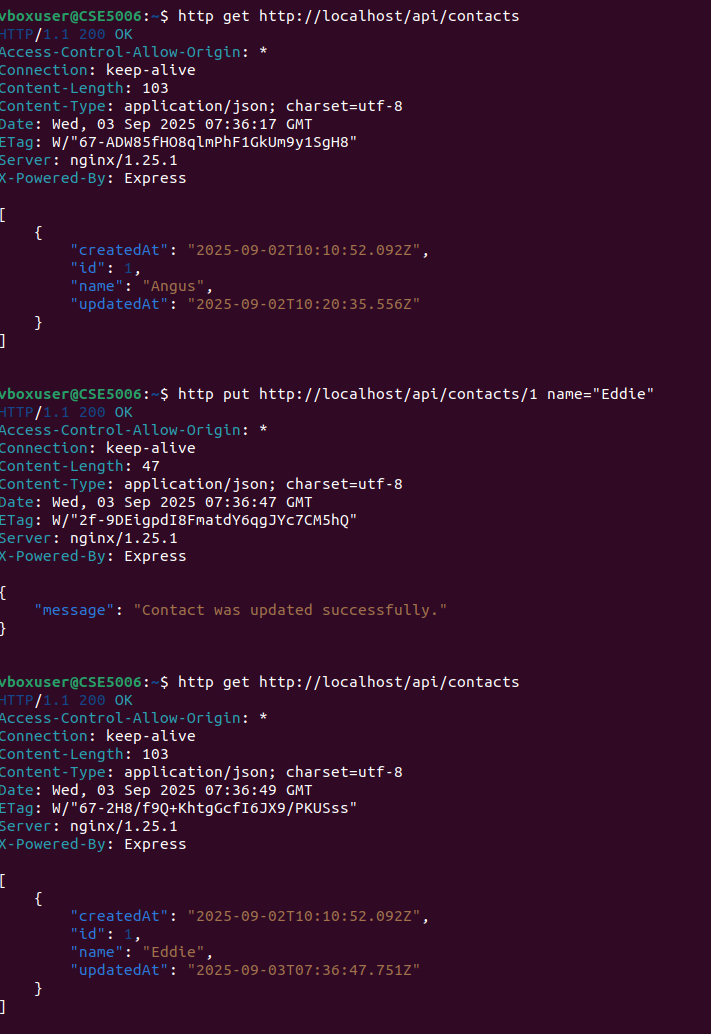 vboxuser@CSE5006:~$ http get http://localhost/api/contacts
HTTP/1.1 200 OK
Access-Control-Allow-Origin: *
Connection: keep-alive
Content-Length: 103
Content-Type: application/json; charset=utf-8
Date: Wed, 03 Sep 2025 07:36:17 GMT
ETag: W/"67-ADW85fHO8qlmPhF1GkUm9y1SgH8"
Server: nginx/1.25.1
X-Powered-By: Express
[
    {
        "createdAt": "2025-09-02T10:10:52.092Z",
        "id": 1,
        "name": "Angus",
        "updatedAt": "2025-09-02T10:20:35.556Z"
    }
]
vboxuser@CSE5006:~$ http put http://localhost/api/contacts/1 name="Eddie"
HTTP/1.1 200 OK
Access-Control-Allow-Origin: *
Connection: keep-alive
Content-Length: 47
Content-Type: application/json; charset=utf-8
Date: Wed, 03 Sep 2025 07:36:47 GMT
ETag: W/"2f-9DEigpdI8FmatdY6qgJYc7CM5hQ"
Server: nginx/1.25.1
X-Powered-By: Express
{
    "message": "Contact was updated successfully."
}
vboxuser@CSE5006:~$ http get http://localhost/api/contacts
HTTP/1.1 200 OK
Access-Control-Allow-Origin: *
Connection: keep-alive
Content-Length: 103
Content-Type: application/json; charset=utf-8
Date: Wed, 03 Sep 2025 07:36:49 GMT
ETag: W/"67-2H8/f9Q+KhtgGcfI6JX9/PKUSss"
Server: nginx/1.25.1
X-Powered-By: Express
[
    {
        "createdAt": "2025-09-02T10:10:52.092Z",
        "id": 1,
        "name": "Eddie",
        "updatedAt": "2025-09-03T07:36:47.751Z"
    }
]